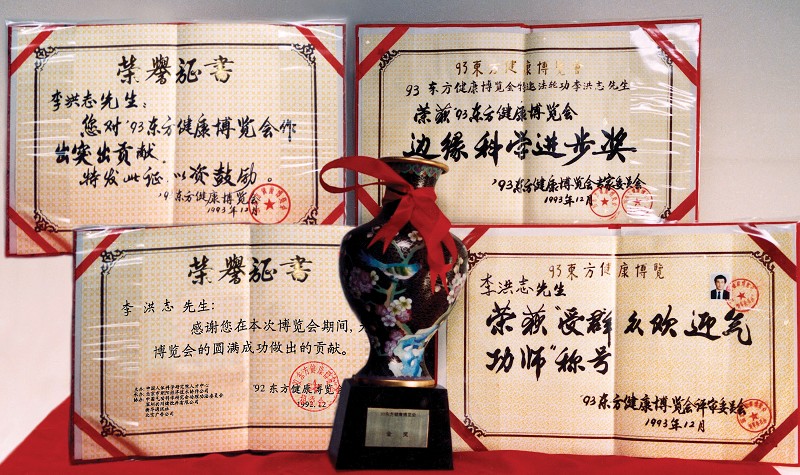 荣誉证书
李洪志先生：
您对'93东方健康博览会作
出突出贡献，
特发此证，以资鼓励。
'93东方健康博览会
1993年12月
93東方健康博覽會
93东方健康博览会特邀法轮功李洪志先生
荣获'93东方健康博览会
边缘科学进步奖
'93东方健康博览会专家委员会
1993年12月
荣誉证书
李洪志先生：
感谢您在本次博览会期间，为
博览会的圆满成功做出的贡献。
'92东方健康博览会
1992.12
93東方健康博覽
李洪志先生
荣获"受群众欢迎气
功师"称号
'93东方健康博览会评审委员会
1993年12月
金奖